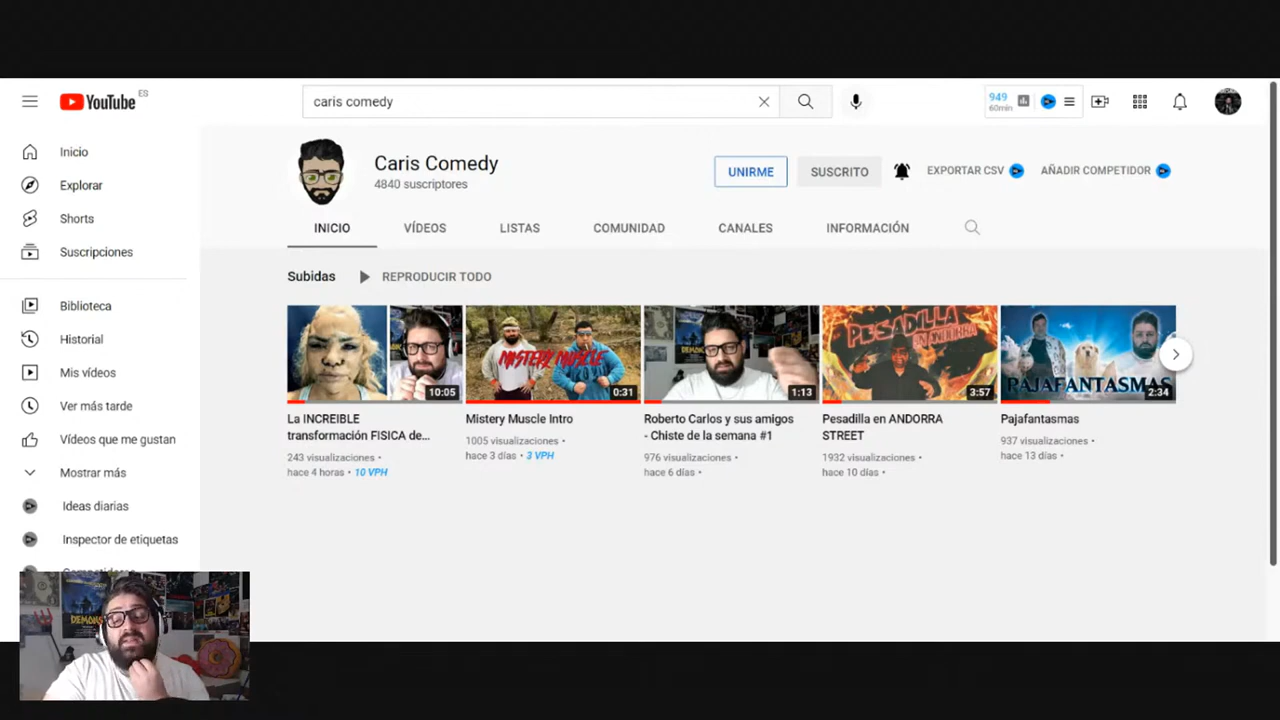 YouTube ES
caris comedy
949
60min
Inicio
Explorar
Shorts
Suscripciones
Biblioteca
Historial
Mis vídeos
Ver más tarde
Vídeos que me gustan
Mostrar más
Ideas diarias
Inspector de etiquetas
Caris Comedy
4840 suscriptores
UNIRME
SUSCRITO
EXPORTAR CSV
AÑADIR COMPETIDOR
INICIO VÍDEOS LISTAS COMUNIDAD CANALES INFORMACIÓN
Subidas REPRODUCIR TODO
10:05
La INCREIBLE
transformación FISICA de...
243 visualizaciones •
hace 4 horas • 10 VPH
MISTERY MUSCLE
0:31
Mistery Muscle Intro
1005 visualizaciones •
hace 3 días • 3 VPH
1:13
Roberto Carlos y sus amigos
- Chiste de la semana #1
976 visualizaciones •
hace 6 días •
PESADILLA
EN ANDORRA
3:57
Pesadilla en ANDORRA
STREET
1932 visualizaciones •
hace 10 días •
PAJAFANTASMAS
2:34
Pajafantasmas
937 visualizaciones •
hace 13 días •
DEMONS